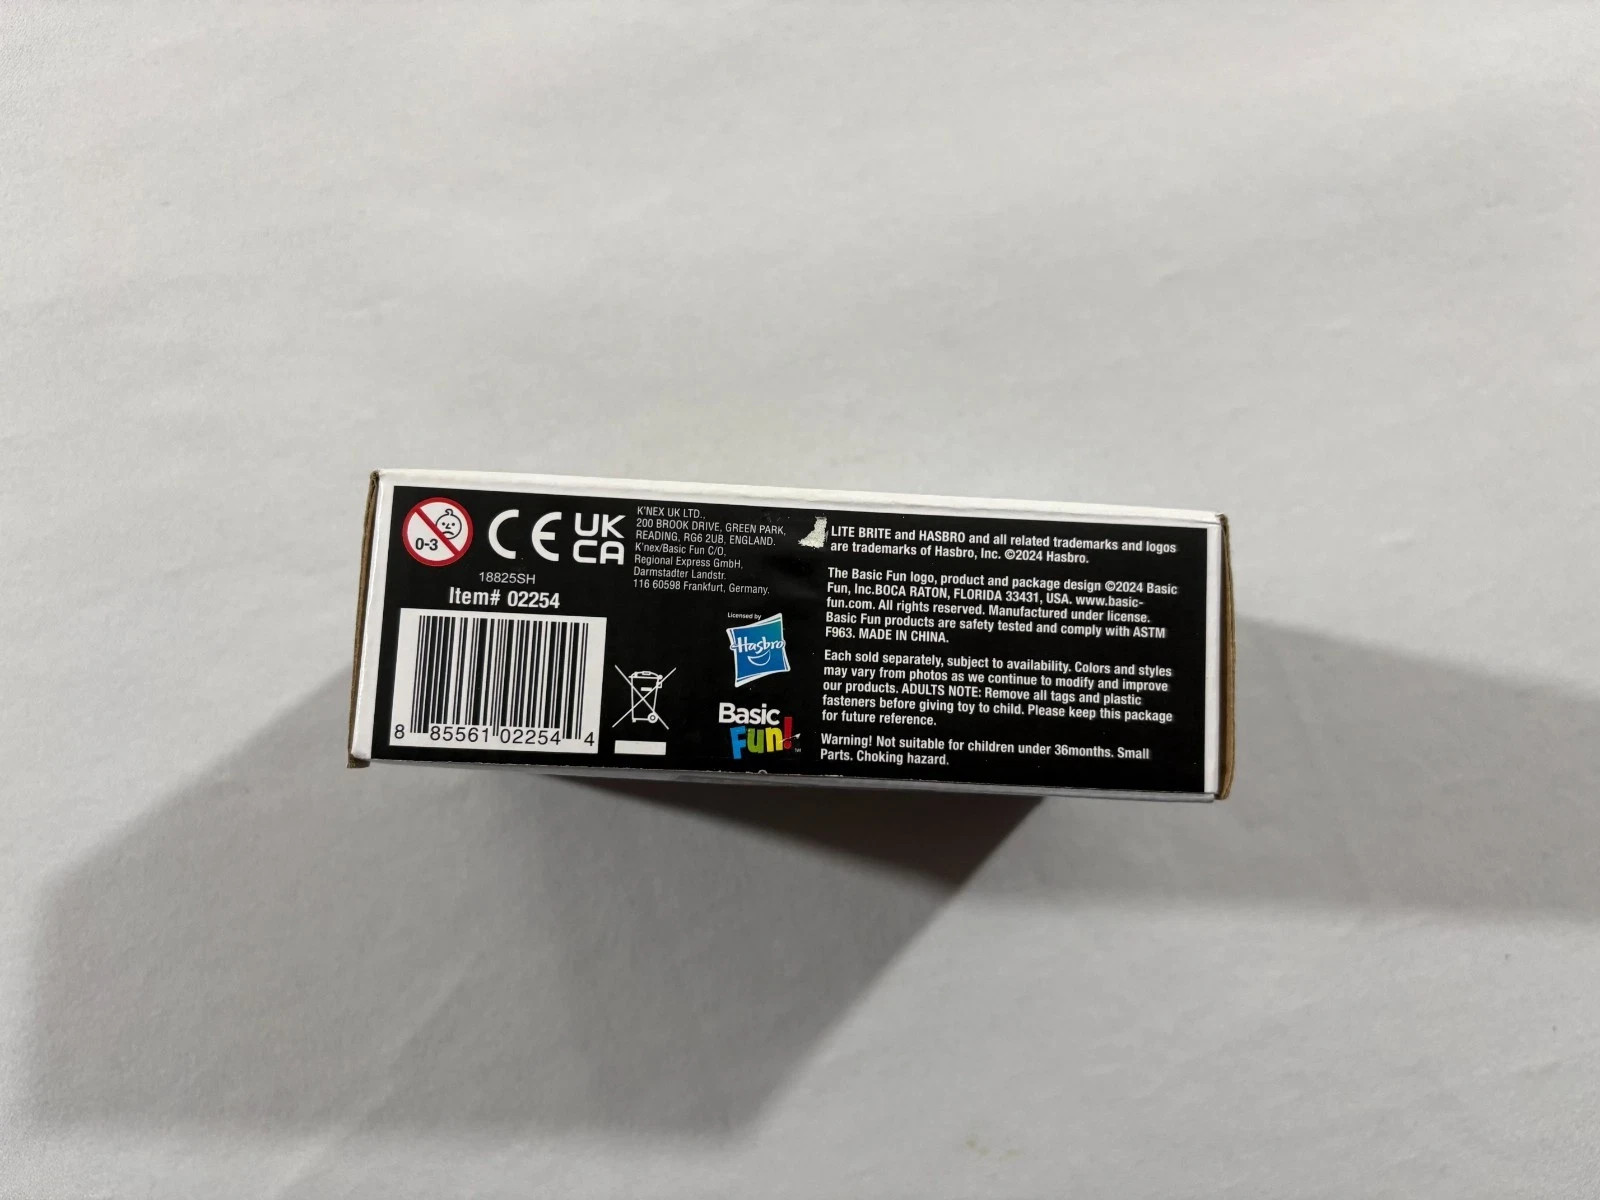 0-3
CE UK
CA
18825SH
Item# 02254
8 85561 02254 4
K'NEX UK LTD.,
200 BROOK DRIVE, GREEN PARK,
READING, RG6 2UB, ENGLAND.
K'nex/Basic Fun C/O,
Regional Express GmbH,
Darmstadter Landstr.
116 60598 Frankfurt, Germany.
Licensed by
Hasbro
Basic
Fun!
TM
LITE BRITE and HASBRO and all related trademarks and logos
are trademarks of Hasbro, Inc. ©2024 Hasbro.
The Basic Fun logo, product and package design ©2024 Basic
Fun, Inc.BOCA RATON, FLORIDA 33431, USA. www.basic-
fun.com. All rights reserved. Manufactured under license.
Basic Fun products are safety tested and comply with ASTM
F963. MADE IN CHINA.
Each sold separately, subject to availability. Colors and styles
may vary from photos as we continue to modify and improve
our products. ADULTS NOTE: Remove all tags and plastic
fasteners before giving toy to child. Please keep this package
for future reference.
Warning! Not suitable for children under 36months. Small
Parts. Choking hazard.